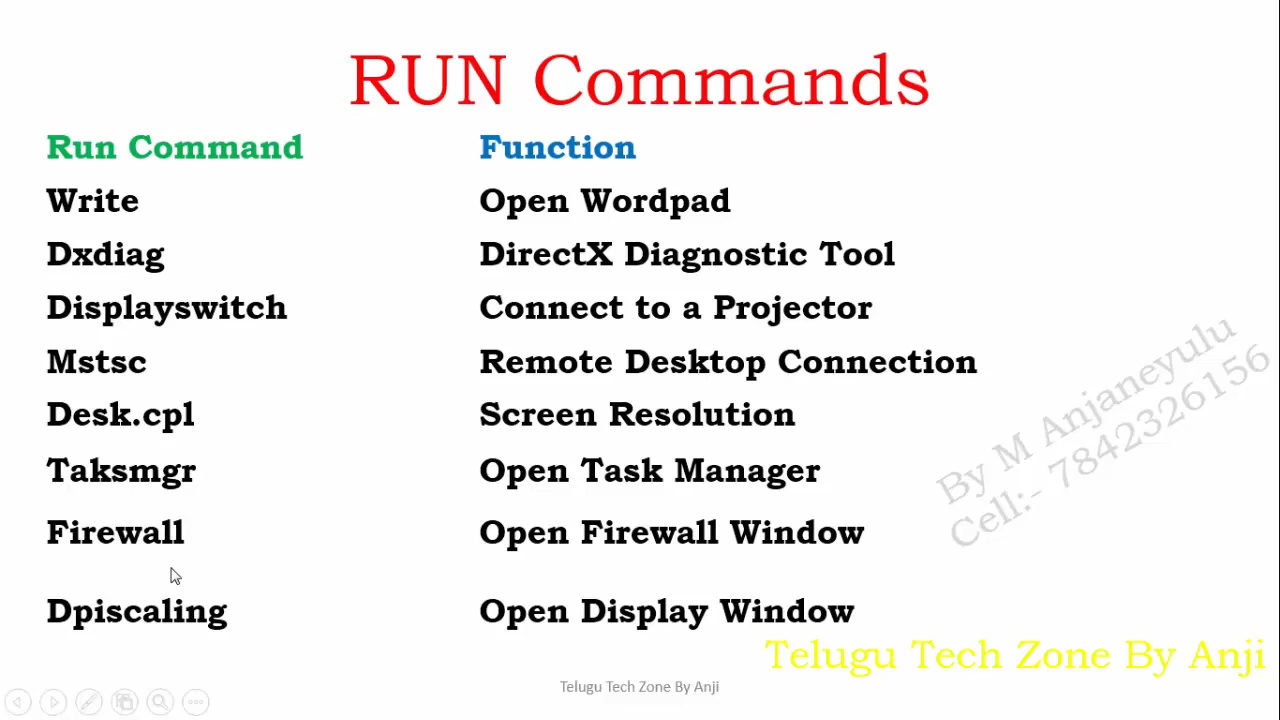 RUN Commands
Run Command Function
Write Open Wordpad
Dxdiag DirectX Diagnostic Tool
Displayswitch Connect to a Projector
Mstsc Remote Desktop Connection
Desk.cpl Screen Resolution
Taksmgr Open Task Manager
Firewall Open Firewall Window
Dpiscaling Open Display Window
By M Anjaneyulu
Cell:- 7842326156
Telugu Tech Zone By Anji
Telugu Tech Zone By Anji